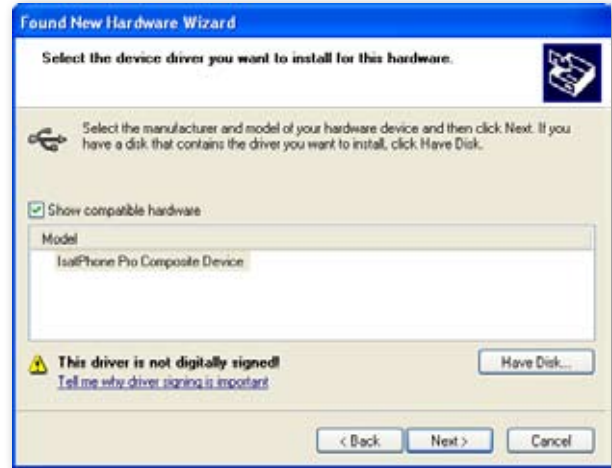 Found New Hardware Wizard
Select the device driver you want to install for this hardware.
Select the manufacturer and model of your hardware device and then click Next. If you
have a disk that contains the driver you want to install, click Have Disk.
Show compatible hardware
Model
IsatPhone Pro Composite Device
This driver is not digitally signed!
Have Disk...
Tell me why driver signing is important
< Back
Next >
Cancel